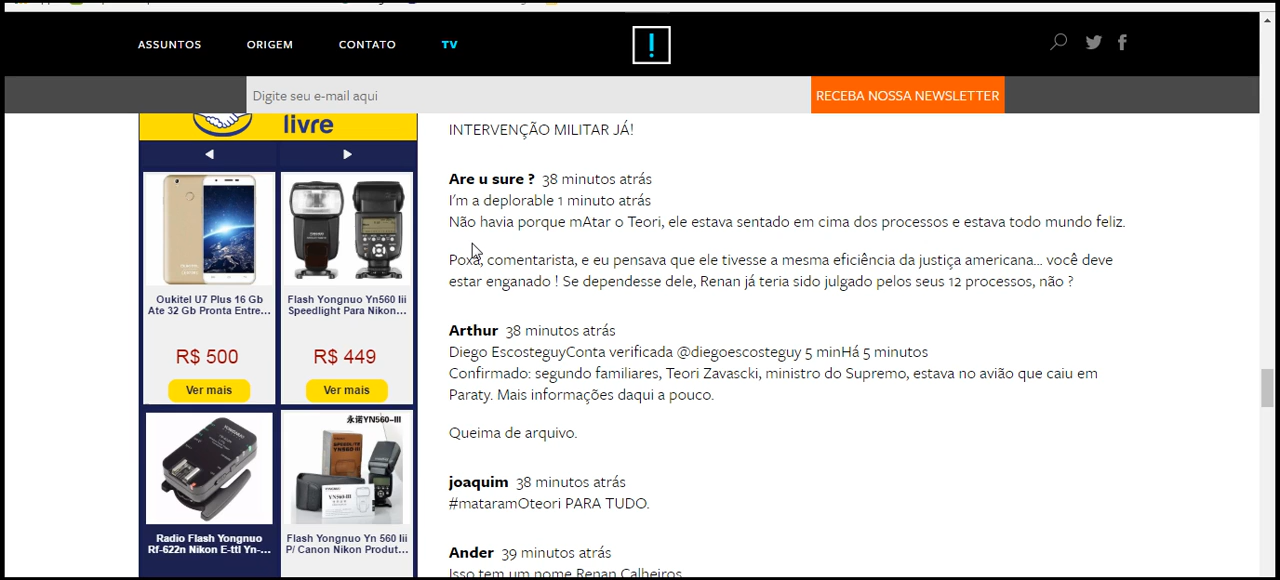 ASSUNTOS ORIGEM CONTATO TV
!
Digite seu e-mail aqui
RECEBA NOSSA NEWSLETTER
livre
Oukitel U7 Plus 16 Gb
Ate 32 Gb Pronta Entre...
R$ 500
Ver mais
Flash Yongnuo Yn560 Iii
Speedlight Para Nikon...
R$ 449
Ver mais
Radio Flash Yongnuo
Rf-622n Nikon E-ttl Yn-...
永诺YN560-III
Flash Yongnuo Yn 560 Iii
P/ Canon Nikon Produt...
INTERVENÇÃO MILITAR JÁ!
Are u sure ? 38 minutos atrás
I'm a deplorable 1 minuto atrás
Não havia porque mAtar o Teori, ele estava sentado em cima dos processos e estava todo mundo feliz.
Poxa, comentarista, e eu pensava que ele tivesse a mesma eficiência da justiça americana... você deve
estar enganado ! Se dependesse dele, Renan já teria sido julgado pelos seus 12 processos, não ?
Arthur 38 minutos atrás
Diego EscosteguyConta verificada @diegoescosteguy 5 minHá 5 minutos
Confirmado: segundo familiares, Teori Zavascki, ministro do Supremo, estava no avião que caiu em
Paraty. Mais informações daqui a pouco.
Queima de arquivo.
joaquim 38 minutos atrás
#mataramOteori PARA TUDO.
Ander 39 minutos atrás
Isso tem um nome Renan Calheiros